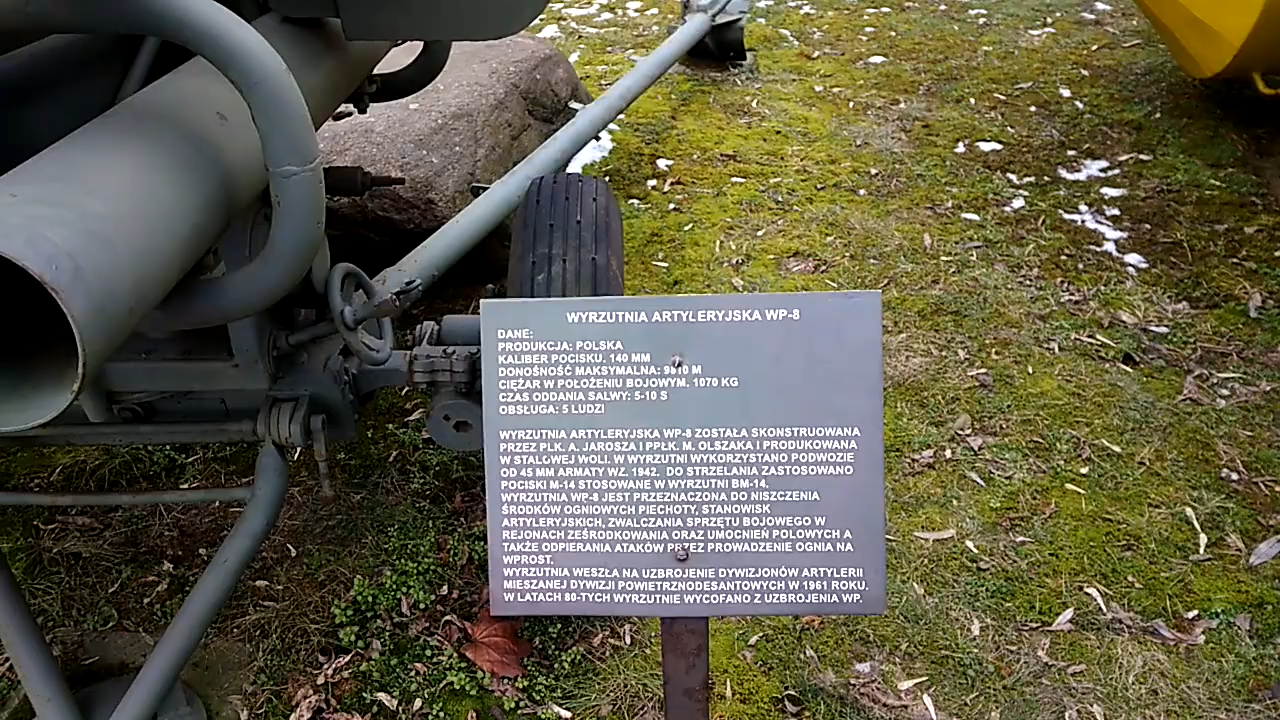 WYRZUTNIA ARTYLERYJSKA WP-8
DANE:
PRODUKCJA: POLSKA
KALIBER POCISKU. 140 MM
DONOŚNOŚĆ MAKSYMALNA: 9810 M
CIĘŻAR W POŁOŻENIU BOJOWYM. 1070 KG
CZAS ODDANIA SALWY: 5-10 S
OBSŁUGA: 5 LUDZI
WYRZUTNIA ARTYLERYJSKA WP-8 ZOSTAŁA SKONSTRUOWANA
PRZEZ PŁK. A. JAROSZA I PPŁK. M. OLSZAKA I PRODUKOWANA
W STALOWEJ WOLI. W WYRZUTNI WYKORZYSTANO PODWOZIE
OD 45 MM ARMATY WZ. 1942. DO STRZELANIA ZASTOSOWANO
POCISKI M-14 STOSOWANE W WYRZUTNI BM-14.
WYRZUTNIA WP-8 JEST PRZEZNACZONA DO NISZCZENIA
ŚRODKÓW OGNIOWYCH PIECHOTY, STANOWISK
ARTYLERYJSKICH, ZWALCZANIA SPRZĘTU BOJOWEGO W
REJONACH ZEŚRODKOWANIA ORAZ UMOCNIEŃ POLOWYCH A
TAKŻE ODPIERANIA ATAKÓW PRZEZ PROWADZENIE OGNIA NA
WPROST.
WYRZUTNIA WESZŁA NA UZBROJENIE DYWIZJONÓW ARTYLERII
MIESZANEJ DYWIZJI POWIETRZNODESANTOWYCH W 1961 ROKU.
W LATACH 80-TYCH WYRZUTNIE WYCOFANO Z UZBROJENIA WP.